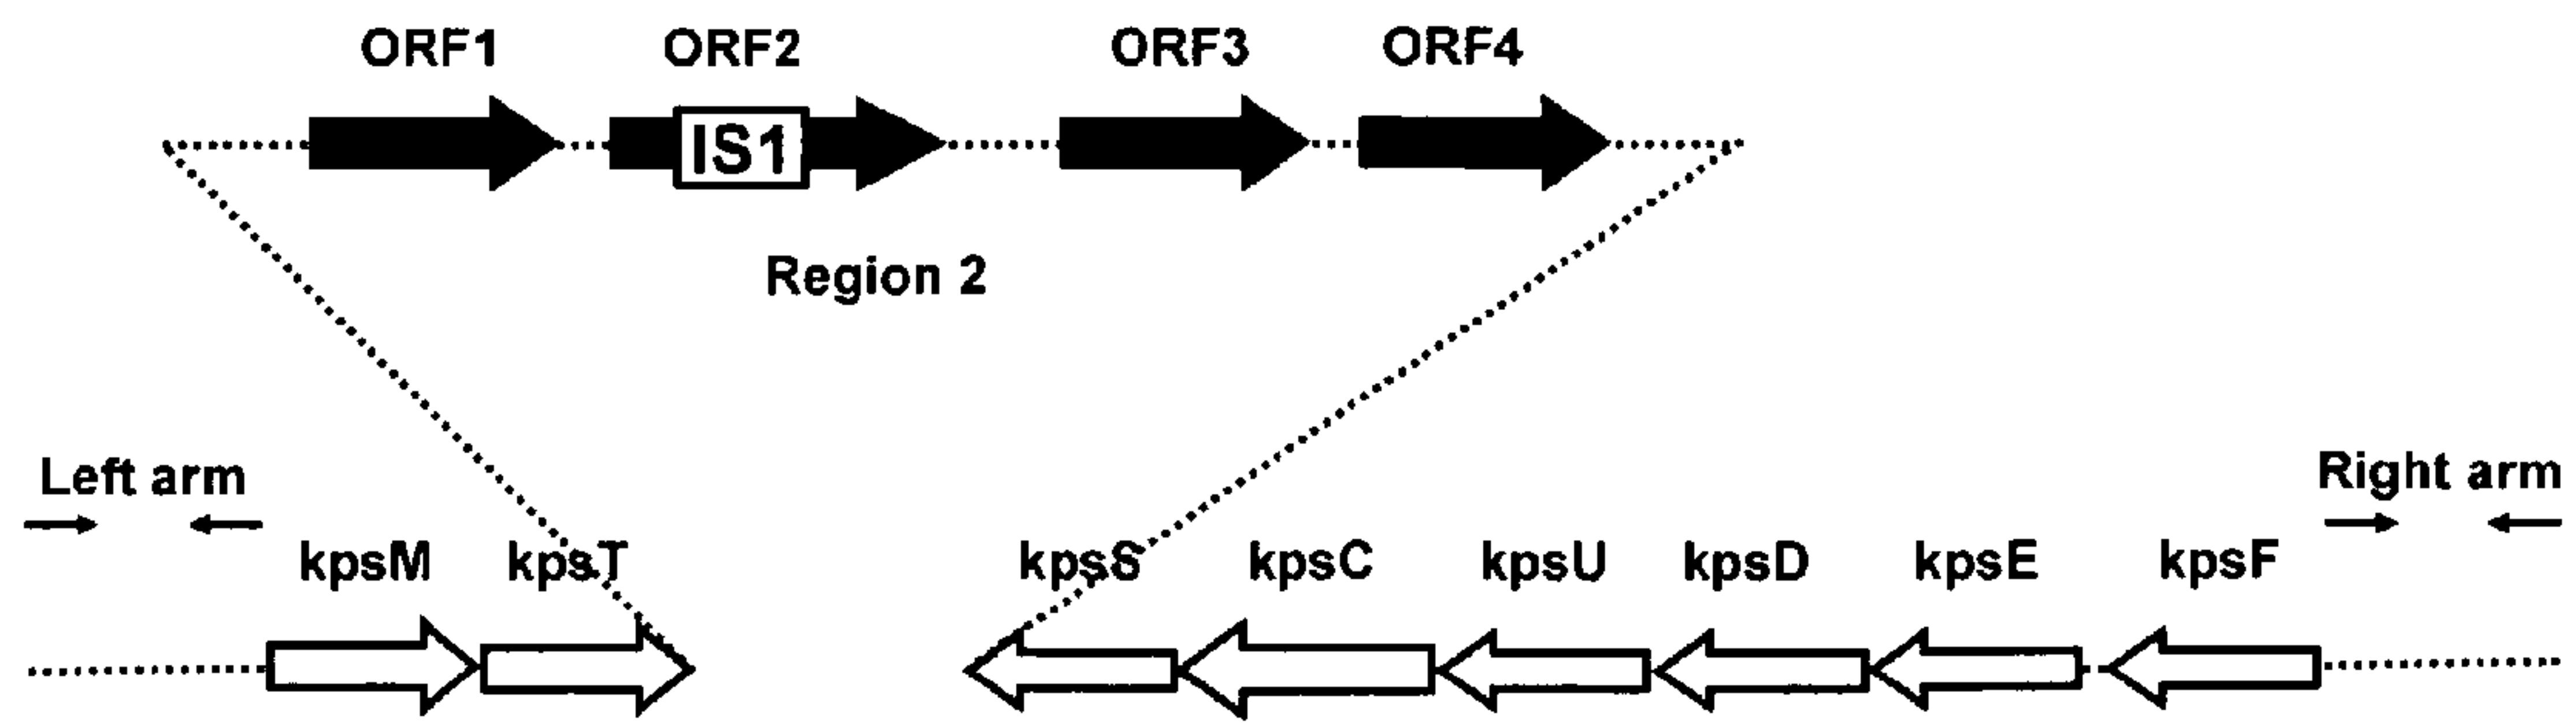 ORF1 ORF2 ORF3 ORF4
IS1
Region 2
Left arm Right arm
kpsM kpsT kpsS kpsC kpsU kpsD kpsE kpsF